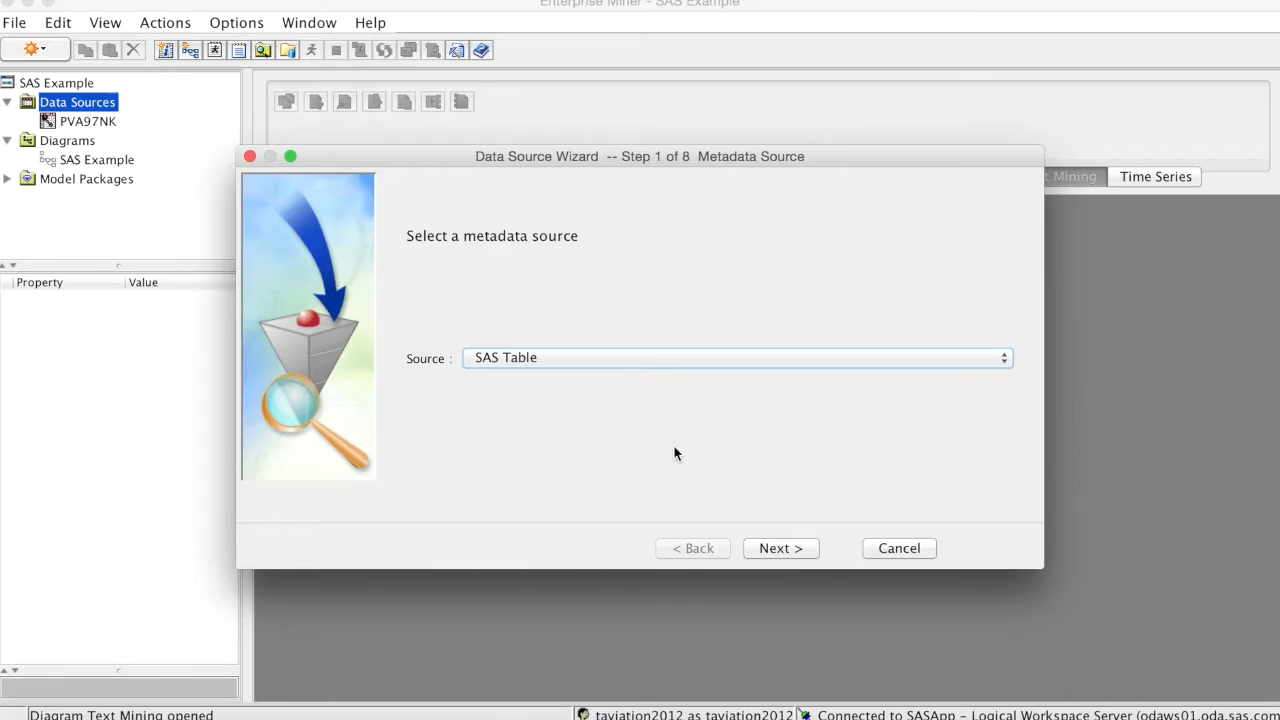 Enterprise Miner - SAS Example
File Edit View Actions Options Window Help
SAS Example
Data Sources
PVA97NK
Diagrams
SAS Example
Model Packages
Property Value
t Mining Time Series
Data Source Wizard -- Step 1 of 8 Metadata Source
Select a metadata source
Source : SAS Table
< Back Next > Cancel
Diagram Text Mining opened
taviation2012 as taviation2012
Connected to SASApp – Logical Workspace Server (odaws01.oda.sas.com